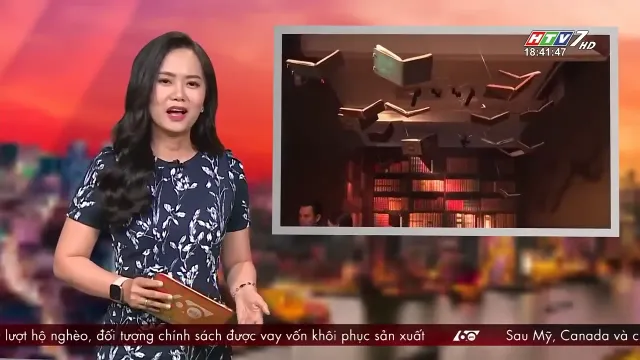 HTV7 HD
18:41:47
lượt hộ nghèo, đối tượng chính sách được vay vốn khôi phục sản xuất 60 Sau Mỹ, Canada và c